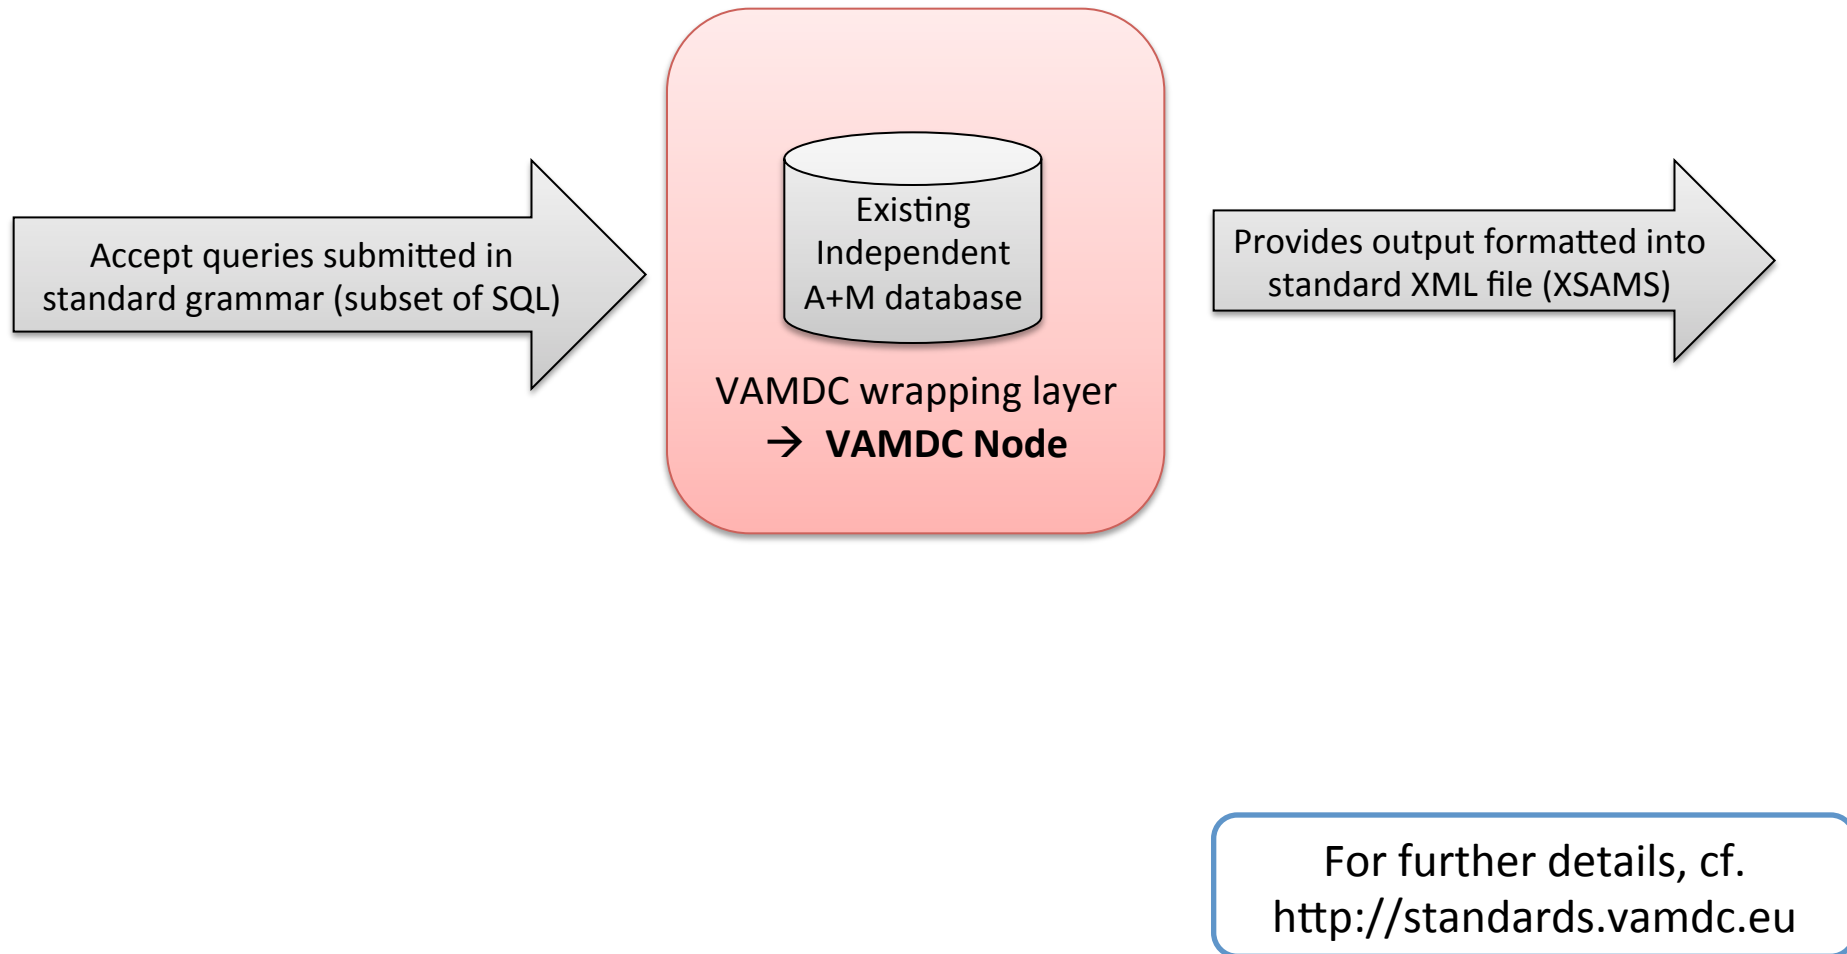 Accept queries submitted in
standard grammar (subset of SQL)
Existing
Independent
A+M database
VAMDC wrapping layer
→ VAMDC Node
Provides output formatted into
standard XML file (XSAMS)
For further details, cf.
http://standards.vamdc.eu